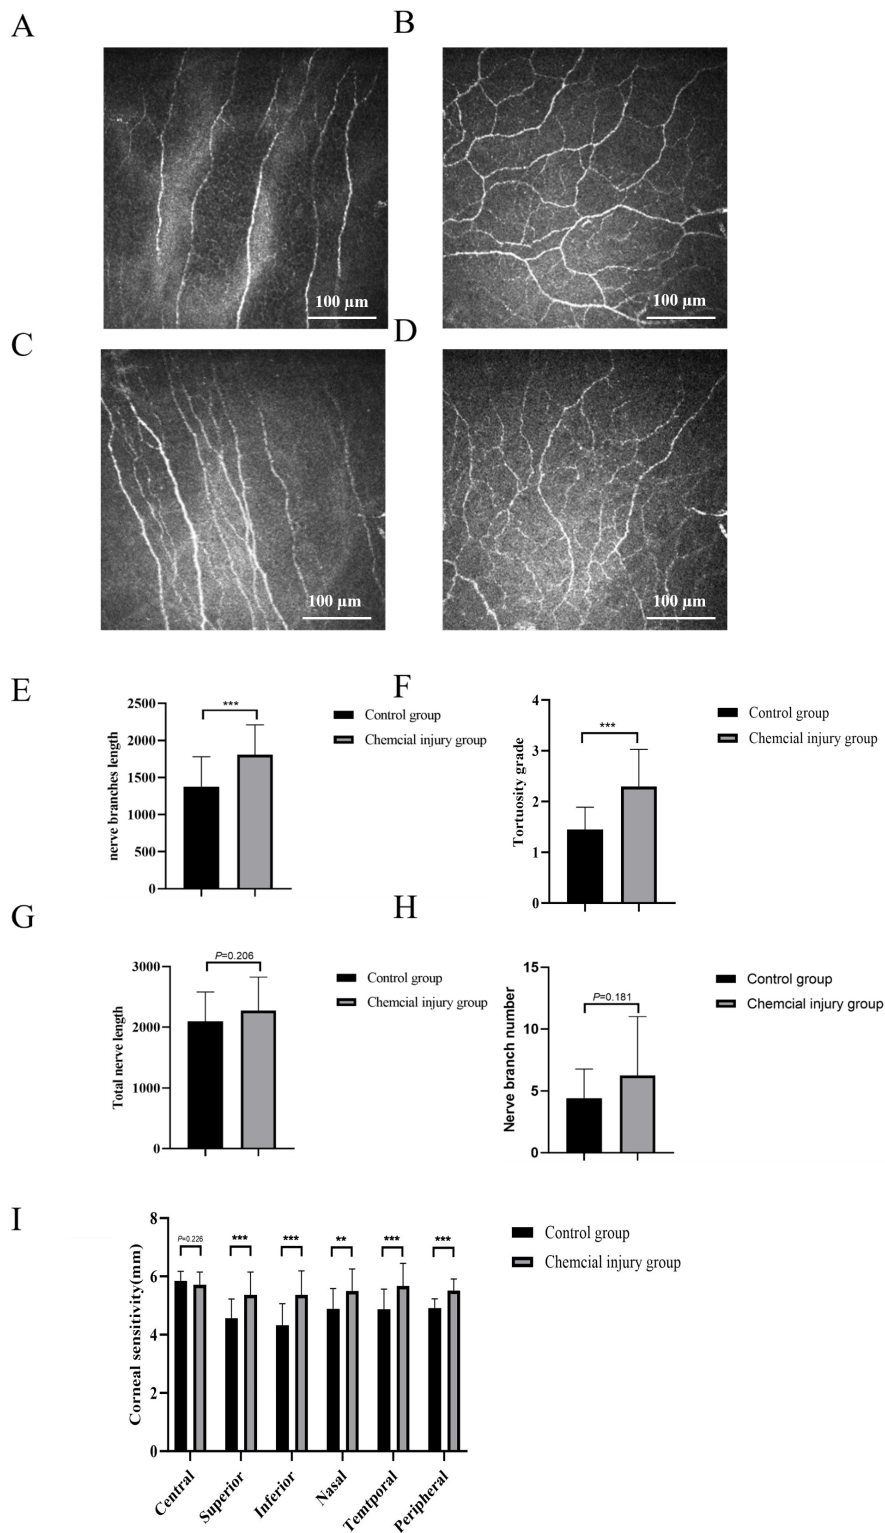 A
B
100 µm
100 µm
C
D
100 µm
100 µm
E
2500
2000
1500
1000
500
0
nerve branches length
***
Control group
Chemcial injury group
F
4
3
2
1
0
Tortuosity grade
***
Control group
Chemcial injury group
G
3000
2000
1000
0
Total nerve length
P=0.206
Control group
Chemcial injury group
H
15
10
5
0
Nerve branch number
P=0.181
Control group
Chemcial injury group
I
8
6
4
2
0
Corneal sensitivity(mm)
P=0.226
***
***
**
***
***
Control group
Chemcial injury group
Central
Superior
Inferior
Nasal
Temtporal
Peripheral